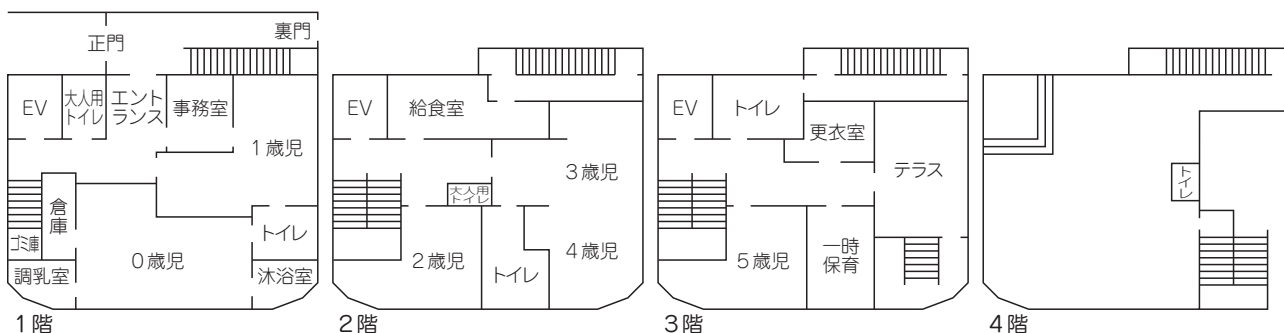 正門
裏門
EV
大人用
トイレ
エント
ランス
事務室
1歳児
倉庫
ゴミ庫
調乳室
0歳児
トイレ
沐浴室
1階
EV
給食室
3歳児
大人用
トイレ
2歳児
トイレ
4歳児
2階
EV
トイレ
更衣室
テラス
5歳児
一時
保育
3階
トイレ
4階